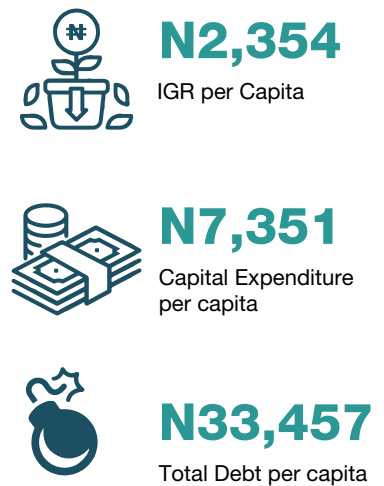 ₦
N2,354
IGR per Capita
N7,351
Capital Expenditure
per capita
N33,457
Total Debt per capita